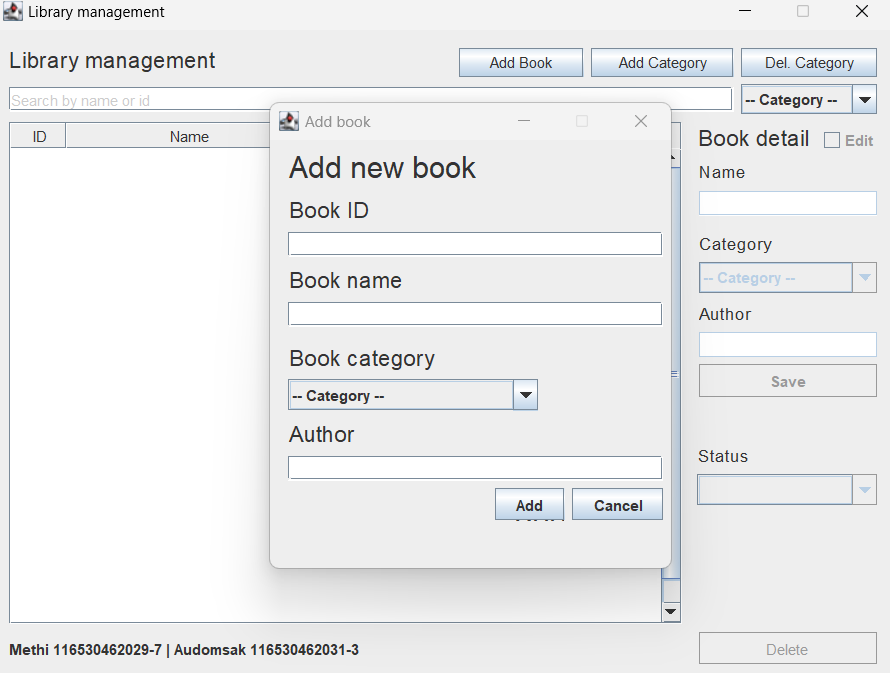 Library management
Library management
Add Book
Add Category
Del. Category
Search by name or id
-- Category --
ID
Name
Add book
Add new book
Book ID
Book name
Book category
-- Category --
Author
Add
Cancel
Book detail
Edit
Name
Category
-- Category --
Author
Save
Status
Methi 116530462029-7 | Audomsak 116530462031-3
Delete